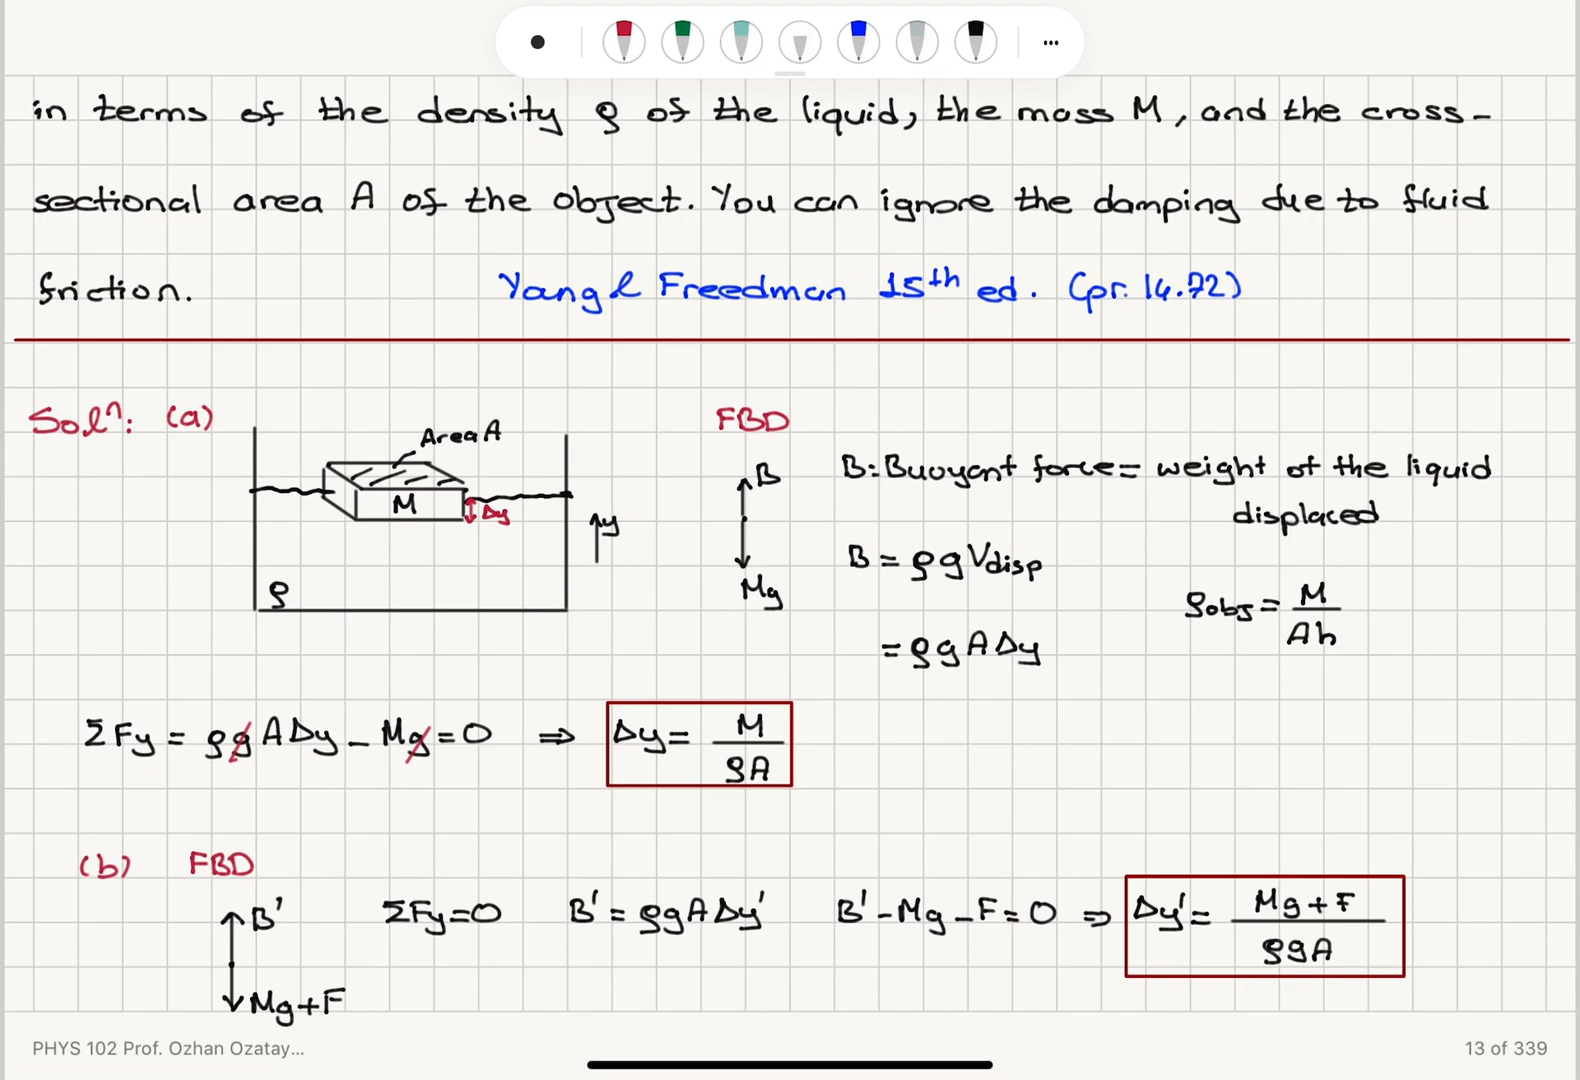 in terms of the density ρ of the liquid, the mass M, and the cross-
sectional area A of the object. You can ignore the damping due to fluid
friction.
Yang & Freedman 15th ed. (pr. 14.72)
Solⁿ: (a)
Area A
M
Δy
y
ρ
FBD
B
Mg
B: Buoyant force = weight of the liquid
displaced
B = ρgVdisp
= ρgAΔy
ρobj = M/Ah
ΣFy = ρgAΔy - Mg = 0 ⇒ Δy = M/ρA
(b) FBD
B'
Mg+F
ΣFy=0 B' = ρgAΔy' B'-Mg-F=0 ⇒ Δy' = Mg+F/ρgA
PHYS 102 Prof. Ozhan Ozatay...
13 of 339